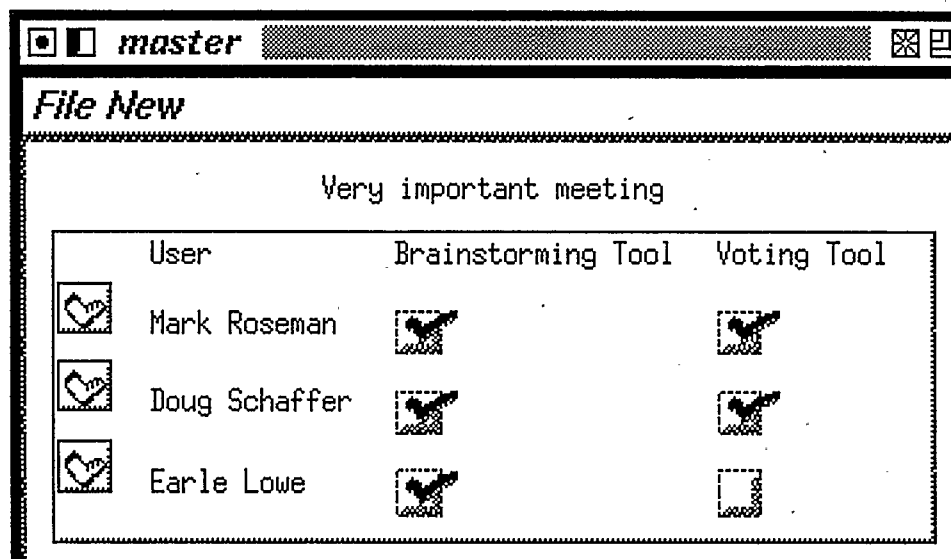 master
File New
Very important meeting
User Brainstorming Tool Voting Tool
Mark Roseman
Doug Schaffer
Earle Lowe